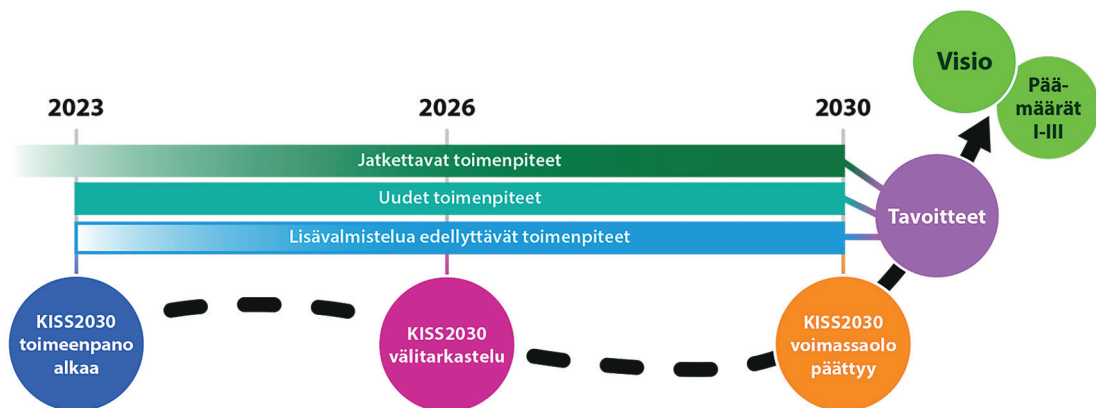 Visio
Pää-
määrät
I-III
2023
2026
2030
Jatkettavat toimenpiteet
Uudet toimenpiteet
Lisävalmistelua edellyttävät toimenpiteet
Tavoitteet
KISS2030
toimeenpano
alkaa
KISS2030
välitarkastelu
KISS2030
voimassaolo
päättyy